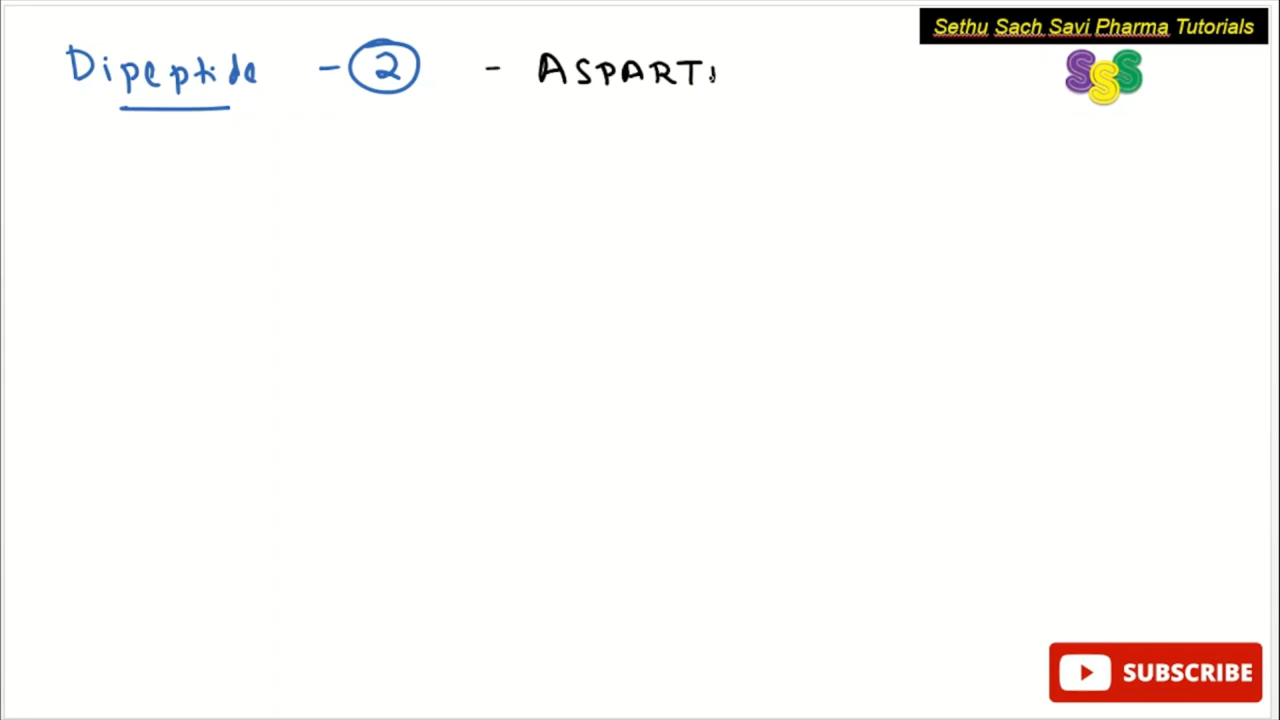 Sethu Sach Savi Pharma Tutorials
Dipeptide - 2 - ASPART
SSS
SUBSCRIBE